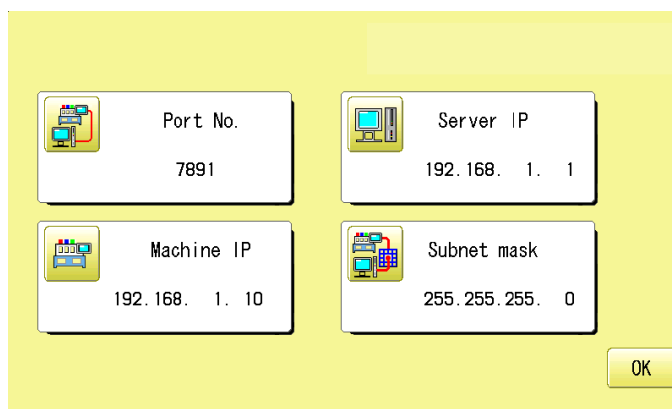 Port No.
7891
Server IP
192.168. 1. 1
Machine IP
192.168. 1. 10
Subnet mask
255.255.255. 0
OK